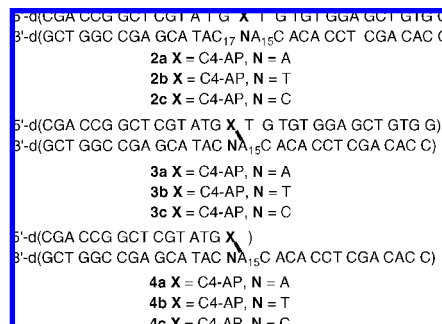 5'-d(CGA CCG GCT CGT ATG X T G TGT GGA GCT GTG G
3'-d(GCT GGC CGA GCA TAC17 NA15C ACA CCT CGA CAC C
2a X = C4-AP, N = A
2b X = C4-AP, N = T
2c X = C4-AP, N = C
5'-d(CGA CCG GCT CGT ATG X T G TGT GGA GCT GTG G)
3'-d(GCT GGC CGA GCA TAC NA15C ACA CCT CGA CAC C)
3a X = C4-AP, N = A
3b X = C4-AP, N = T
3c X = C4-AP, N = C
5'-d(CGA CCG GCT CGT ATG X )
3'-d(GCT GGC CGA GCA TAC NA15C ACA CCT CGA CAC C)
4a X = C4-AP, N = A
4b X = C4-AP, N = T
4c X = C4-AP, N = C